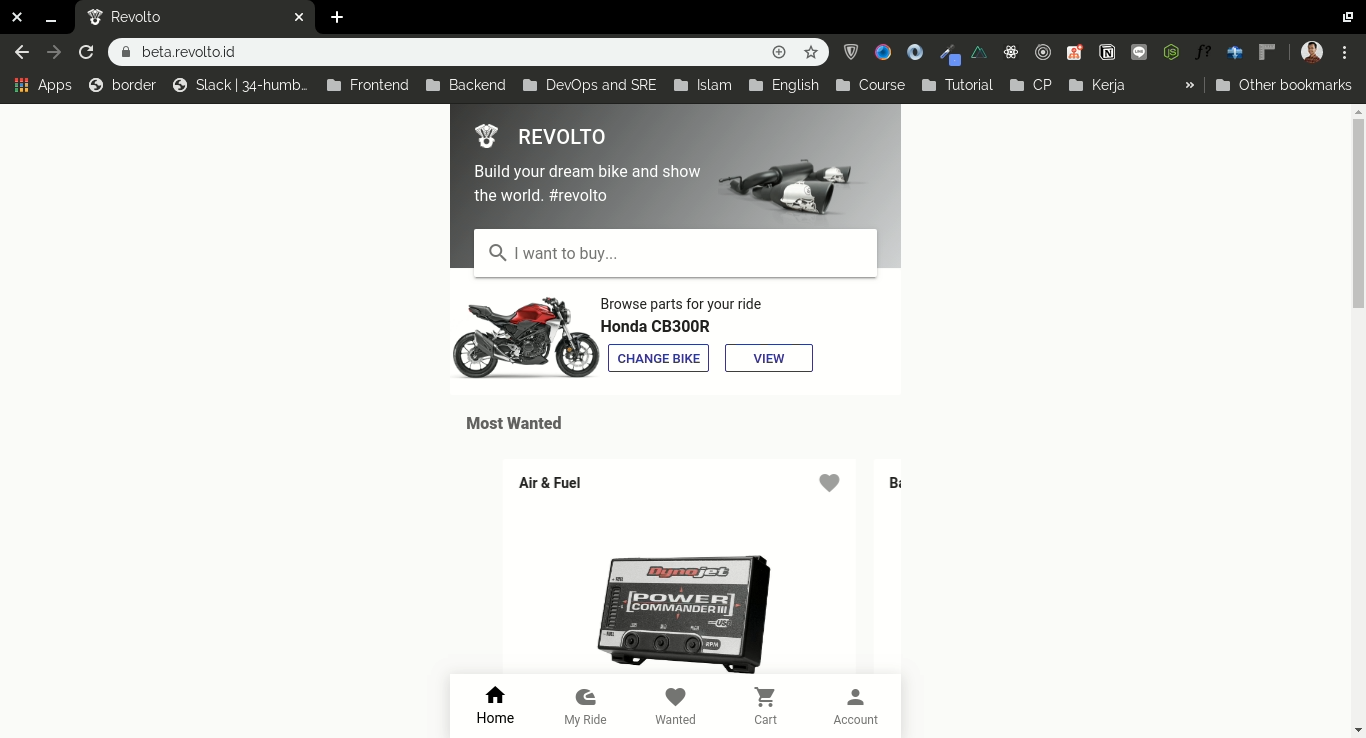 Revolto
beta.revolto.id
Apps
border
Slack | 34-humb...
Frontend
Backend
DevOps and SRE
Islam
English
Course
Tutorial
CP
Kerja
»
Other bookmarks
REVOLTO
Build your dream bike and show
the world. #revolto
I want to buy...
Browse parts for your ride
Honda CB300R
CHANGE BIKE
VIEW
Most Wanted
Air & Fuel
Ba
Dynojet
POWER
COMMANDER III
RPM
Home
My Ride
Wanted
Cart
Account